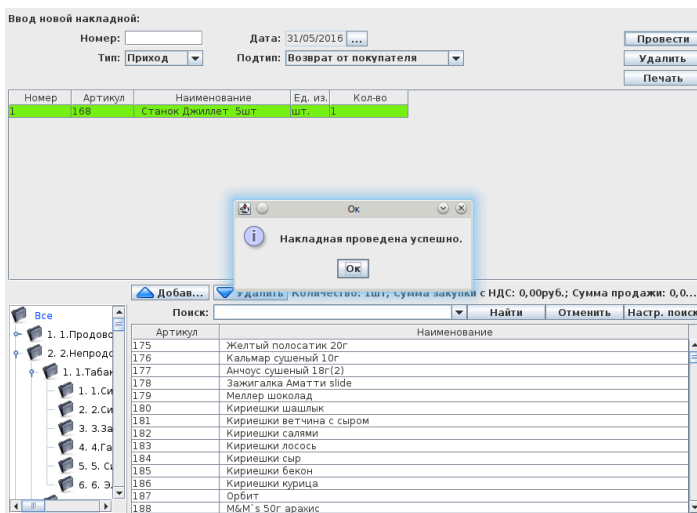 Ввод новой накладной:
Номер: Дата: 31/05/2016 ... Провести
Тип: Приход Подтип: Возврат от покупателя Удалить
Печать
Номер Артикул Наименование Ед. из. Кол-во
1 168 Станок Джиллет 5шт шт. 1
Ок
Накладная проведена успешно.
Ок
Добав... Удалить Количество: 1шт; Сумма закупки с НДС: 0,00руб.; Сумма продажи: 0,0...
Все Поиск: Найти Отменить Настр. поиск
1. 1.Продовс Артикул Наименование
175 Желтый полосатик 20г
2. 2.Непродс 176 Кальмар сушеный 10г
1. 1.Табак 177 Анчоус сушеный 18г(2)
178 Зажигалка Аматти slide
1. 1.Си 179 Меллер шоколад
2. 2.Си 180 Кириешки шашлык
181 Кириешки ветчина с сыром
3. 3.За 182 Кириешки салями
4. 4.Га 183 Кириешки лосось
184 Кириешки сыр
5. 5. Си 185 Кириешки бекон
6. 6. Э. 186 Кириешки курица
187 Орбит
188 M&M`s 50г арахис